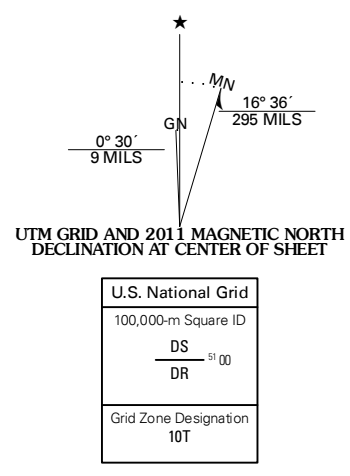 ★
MN
16° 36´
295 MILS
GN
0° 30´
9 MILS
UTM GRID AND 2011 MAGNETIC NORTH
DECLINATION AT CENTER OF SHEET
U.S. National Grid
100,000-m Square ID
DS
51 00
DR
Grid Zone Designation
10T